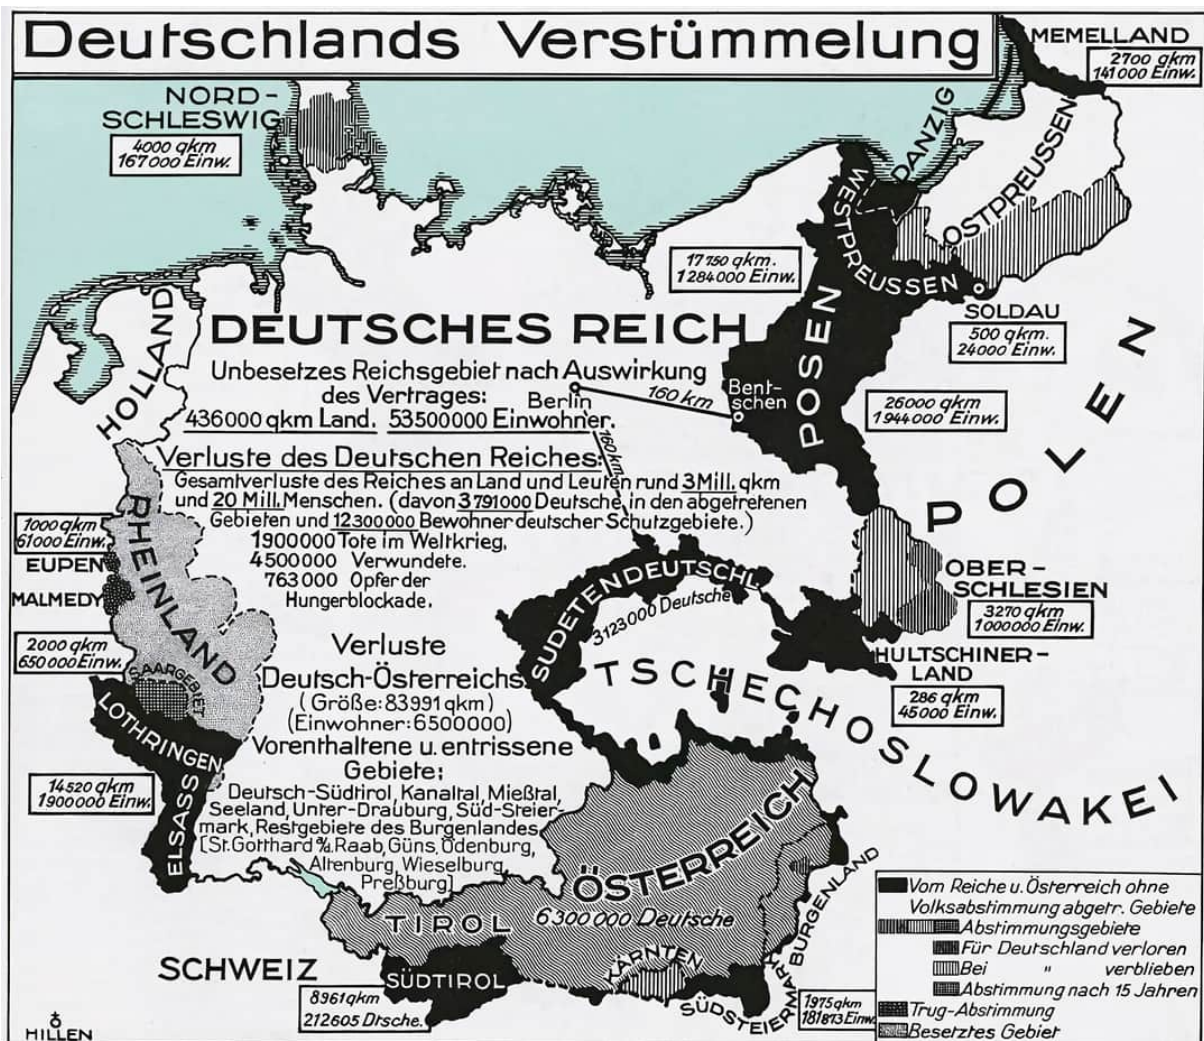 Deutschlands Verstümmelung
MEMELLAND
2700 qkm
141000 Einw.
NORD-
SCHLESWIG
4000 qkm
167000 Einw.
DANZIG
WESTPREUSSEN
OSTPREUSSEN
17750 qkm.
1284000 Einw.
SOLDAU
500 qkm.
24000 Einw.
HOLLAND
DEUTSCHES REICH
Unbesetzes Reichsgebiet nach Auswirkung
des Vertrages:
436000 qkm Land. 53500000 Einwohner.
Berlin
160 km
160 km
Bent-
schen
POSEN
26000 qkm
1944000 Einw.
POLEN
Verluste des Deutschen Reiches:
Gesamtverluste des Reiches an Land und Leuten rund 3 Mill. qkm
und 20 Mill. Menschen. (davon 3791000 Deutsche in den abgetretenen
Gebieten und 12300000 Bewohner deutscher Schutzgebiete.)
1900000 Tote im Weltkrieg,
4500000 Verwundete.
763000 Opfer der
Hungerblockade.
RHEINLAND
1000 qkm
61000 Einw.
EUPEN
MALMEDY
2000 qkm
650000 Einw.
SAARGEBIET
LOTHRINGEN
ELSASS
14520 qkm
1900000 Einw.
SUDETENDEUTSCHL.
3123000 Deutsche
OBER-
SCHLESIEN
3270 qkm
1000000 Einw.
HULTSCHINER-
LAND
286 qkm
45000 Einw.
TSCHECHOSLOWAKEI
Verluste
Deutsch-Österreichs
(Größe: 83991 qkm)
(Einwohner: 6500000)
Vorenthaltene u. entrissene
Gebiete:
Deutsch-Südtirol, Kanaltal, Mießtal,
Seeland, Unter-Drauburg, Süd-Steier-
mark, Restgebiete des Burgenlandes
[St. Gotthard a/d. Raab, Güns, Ödenburg,
Altenburg, Wieselburg,
Preßburg]
ÖSTERREICH
6300000 Deutsche
TIROL
SCHWEIZ
SÜDTIROL
8961 qkm
212605 Dtsche.
KÄRNTEN
SÜDSTEIERMARK
BURGENLAND
1975 qkm
181873 Einw.
Vom Reiche u. Österreich ohne
Volksabstimmung abgetr. Gebiete
Abstimmungsgebiete
Für Deutschland verloren
Bei " verblieben
Abstimmung nach 15 Jahren
Trug-Abstimmung
Besetztes Gebiet
HILLEN